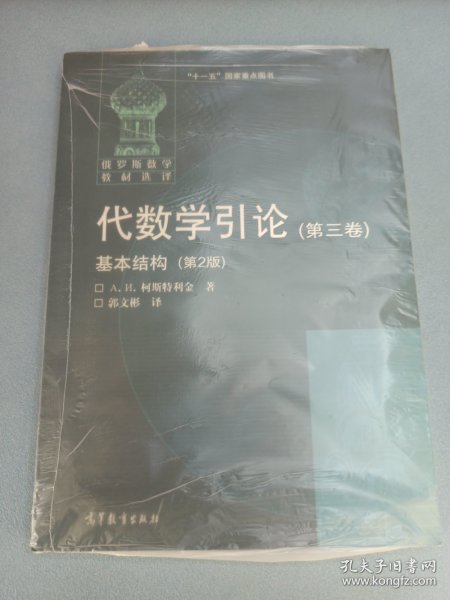 “十一五”国家重点图书
俄罗斯数学
教材选译
代数学引论(第三卷)
基本结构(第2版)
□ А. И. 柯斯特利金 著
□ 郭文彬 译
高等教育出版社
孔夫子旧书网
www.kongfz.com